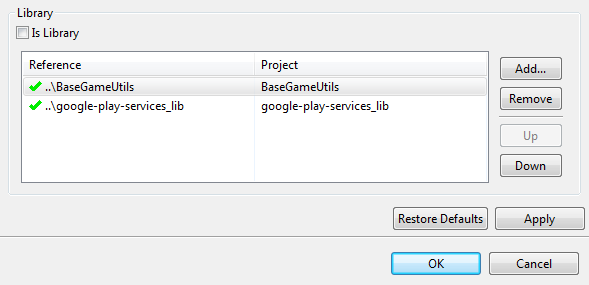 Library
Is Library
Reference Project
..\BaseGameUtils BaseGameUtils
..\google-play-services_lib google-play-services_lib
Add...
Remove
Up
Down
Restore Defaults Apply
OK Cancel